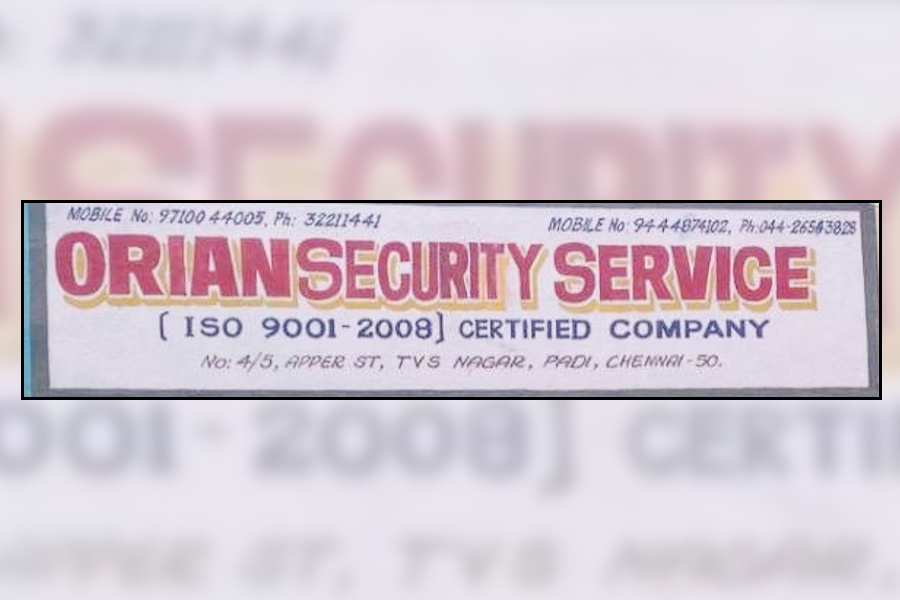 MOBILE No: 97100 44005, Ph: 32211441 MOBILE No: 9444874102, Ph:044-26543828
ORIAN SECURITY SERVICE
[ ISO 9001-2008] CERTIFIED COMPANY
No: 4/5, APPER ST, TVS NAGAR, PADI, CHENNAI-50.